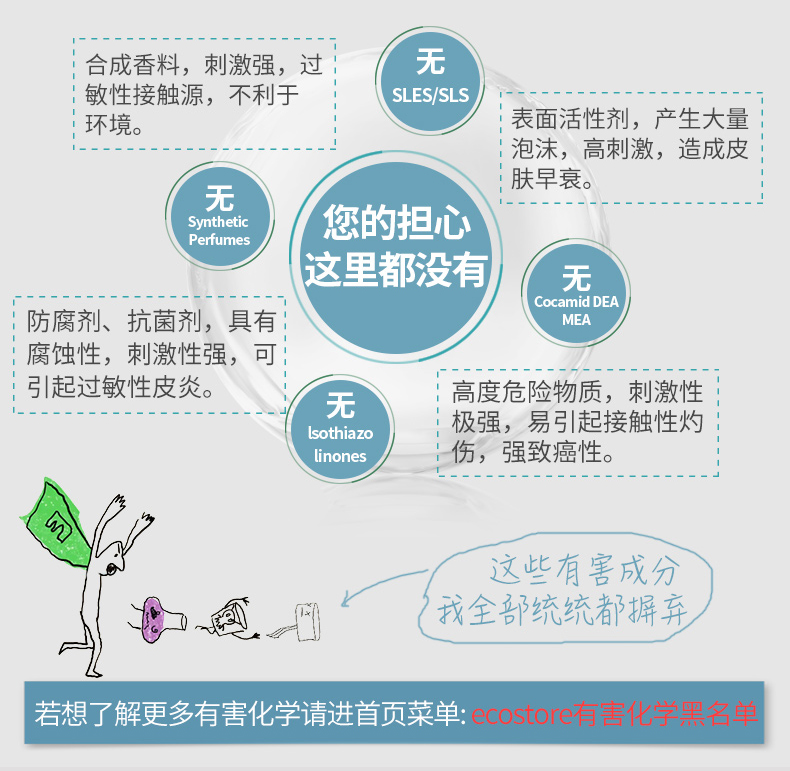 无
SLES/SLS
合成香料，刺激强，过
敏性接触源，不利于
环境。
表面活性剂，产生大量
泡沫，高刺激，造成皮
肤早衰。
无
Synthetic
Perfumes
您的担心
这里都没有
无
Cocamid DEA
MEA
防腐剂、抗菌剂，具有
腐蚀性，刺激性强，可
引起过敏性皮炎。
无
lsothiazo
linones
高度危险物质，刺激性
极强，易引起接触性灼
伤，强致癌性。
这些有害成分
我全部统统都摒弃
若想了解更多有害化学请进首页菜单: ecostore有害化学黑名单